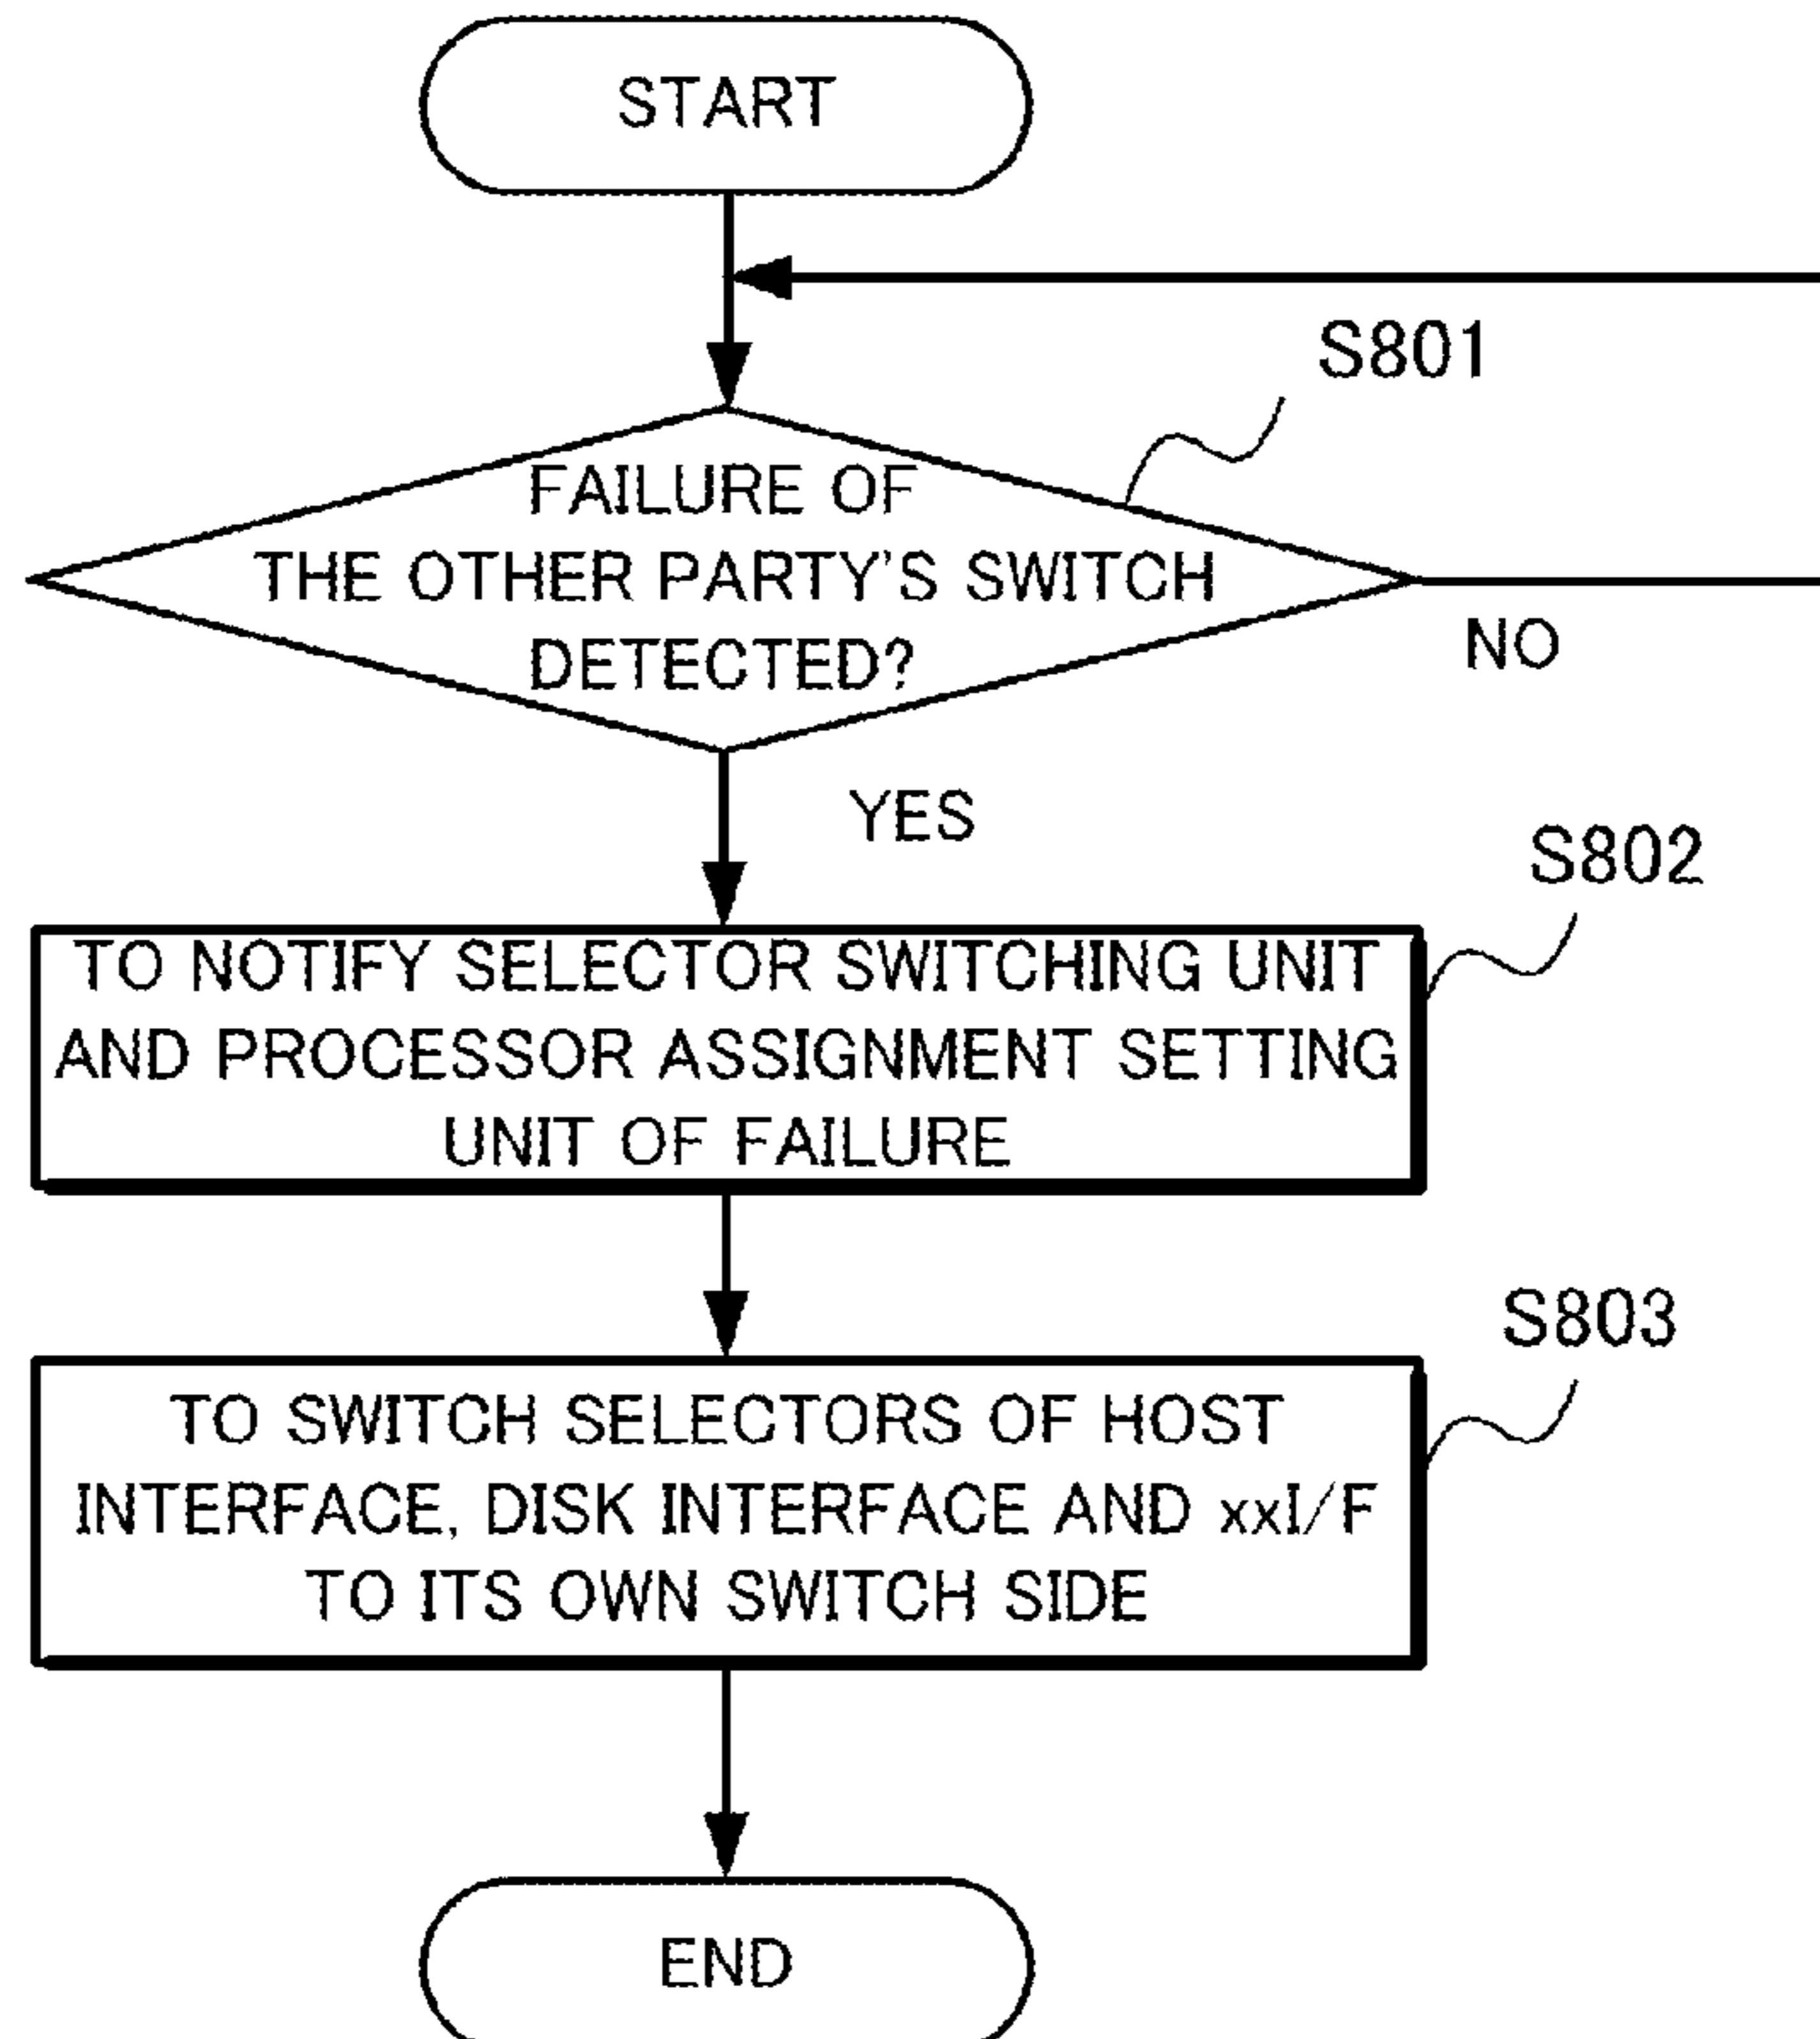 START
S801
FAILURE OF
THE OTHER PARTY'S SWITCH
DETECTED?
NO
YES
S802
TO NOTIFY SELECTOR SWITCHING UNIT
AND PROCESSOR ASSIGNMENT SETTING
UNIT OF FAILURE
S803
TO SWITCH SELECTORS OF HOST
INTERFACE, DISK INTERFACE AND xxI/F
TO ITS OWN SWITCH SIDE
END